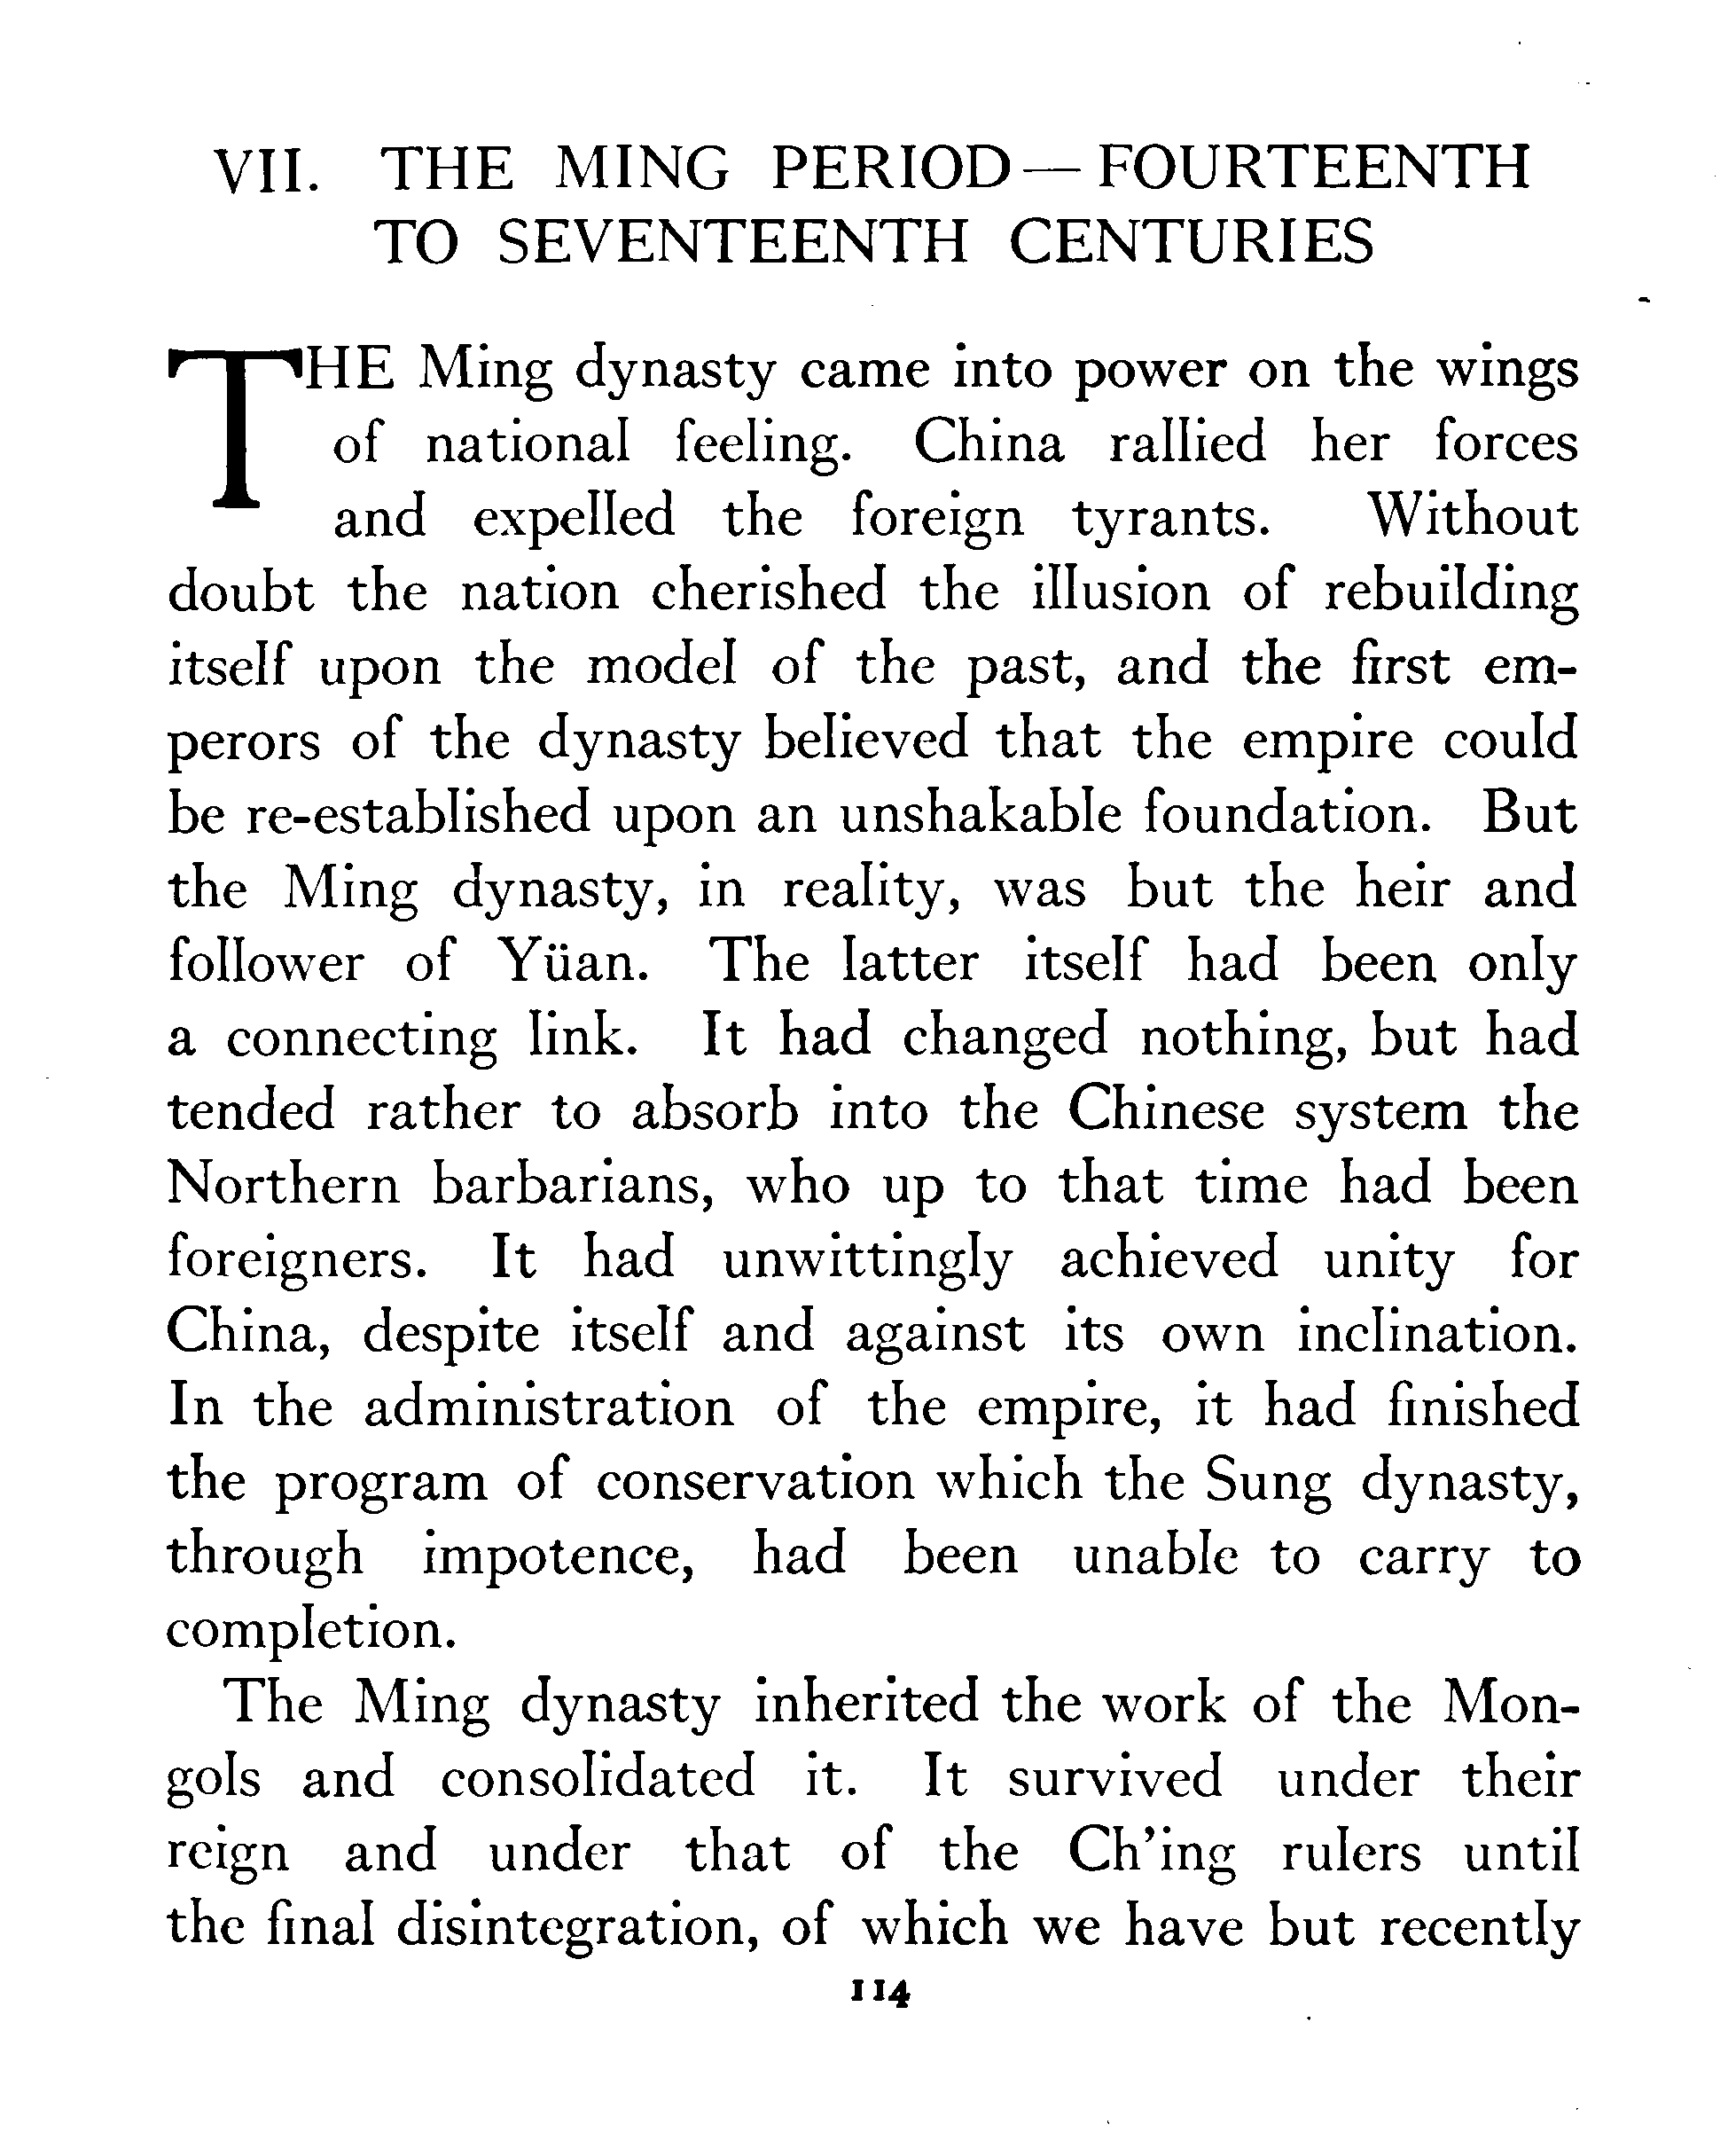 VII. THE MING PERIOD — FOURTEENTH
TO SEVENTEENTH CENTURIES
THE Ming dynasty came into power on the wings
of national feeling. China rallied her forces
and expelled the foreign tyrants. Without
doubt the nation cherished the illusion of rebuilding
itself upon the model of the past, and the first em-
perors of the dynasty believed that the empire could
be re-established upon an unshakable foundation. But
the Ming dynasty, in reality, was but the heir and
follower of Yüan. The latter itself had been only
a connecting link. It had changed nothing, but had
tended rather to absorb into the Chinese system the
Northern barbarians, who up to that time had been
foreigners. It had unwittingly achieved unity for
China, despite itself and against its own inclination.
In the administration of the empire, it had finished
the program of conservation which the Sung dynasty,
through impotence, had been unable to carry to
completion.
The Ming dynasty inherited the work of the Mon-
gols and consolidated it. It survived under their
reign and under that of the Ch'ing rulers until
the final disintegration, of which we have but recently
114